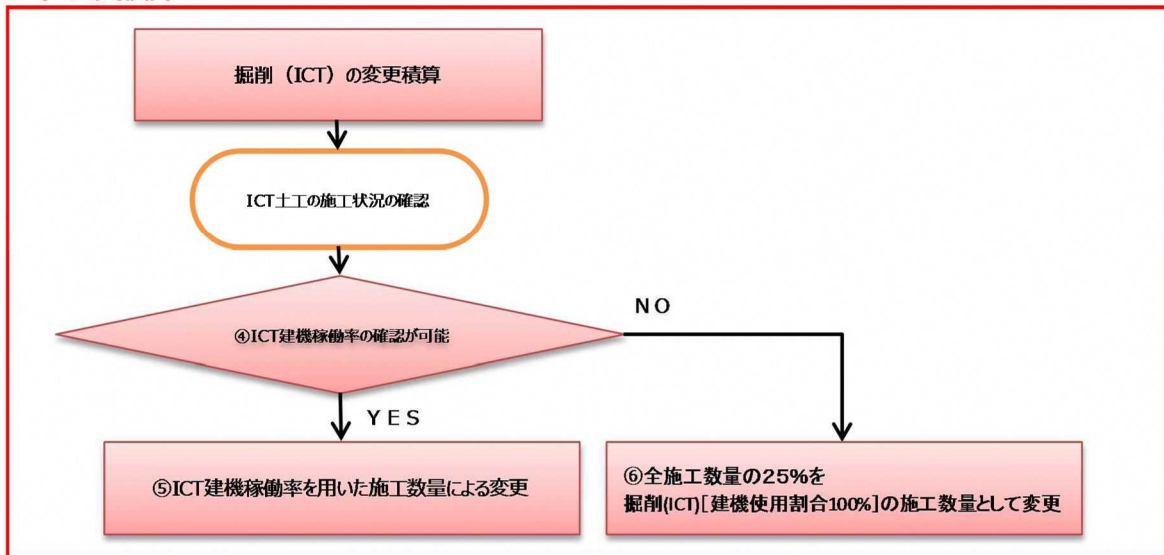 掘削（ICT）の変更積算
ICT土工の施工状況の確認
④ICT建機稼働率の確認が可能
NO
YES
⑤ICT建機稼働率を用いた施工数量による変更
⑥全施工数量の25%を
掘削(ICT)[建機使用割合100%]の施工数量として変更